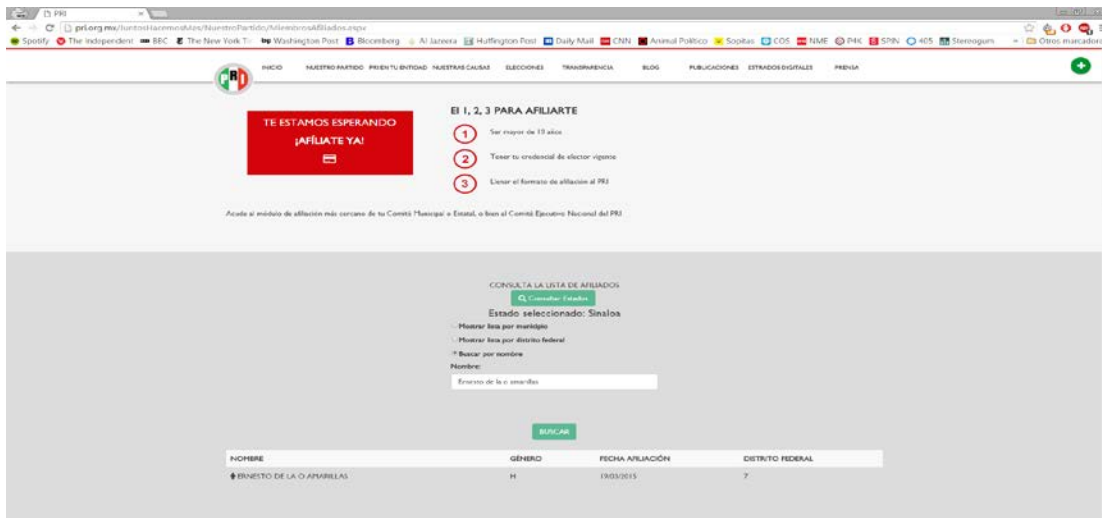 PRI
pri.org.mx/JuntosHacemosMas/NuestroPartido/MiembrosAfiliados.aspx
Spotify The Independent BBC The New York T Washington Post Bloomberg Al Jazeera Huffington Post Daily Mail CNN Animal Político Sopitas COS NME P4K SPIN 405 Stereogum » Otros marcadores
PRI
INICIO NUESTRO PARTIDO PRI EN TU ENTIDAD NUESTRAS CAUSAS ELECCIONES TRANSPARENCIA BLOG PUBLICACIONES ESTRADOS DIGITALES PRENSA
TE ESTAMOS ESPERANDO
¡AFÍLIATE YA!
El 1, 2, 3 PARA AFILIARTE
1 Ser mayor de 18 años
2 Tener tu credencial de elector vigente
3 Llenar el formato de afiliación al PRI
Acude al módulo de afiliación más cercano de tu Comité Municipal o Estatal, o bien al Comité Ejecutivo Nacional del PRI
CONSULTA LA LISTA DE AFILIADOS
Consultar Estados
Estado seleccionado: Sinaloa
Mostrar lista por municipio
Mostrar lista por distrito federal
Buscar por nombre
Nombre:
Ernesto de la o amarillas
BUSCAR
NOMBRE GÉNERO FECHA AFILIACIÓN DISTRITO FEDERAL
ERNESTO DE LA O AMARILLAS H 19/03/2015 7